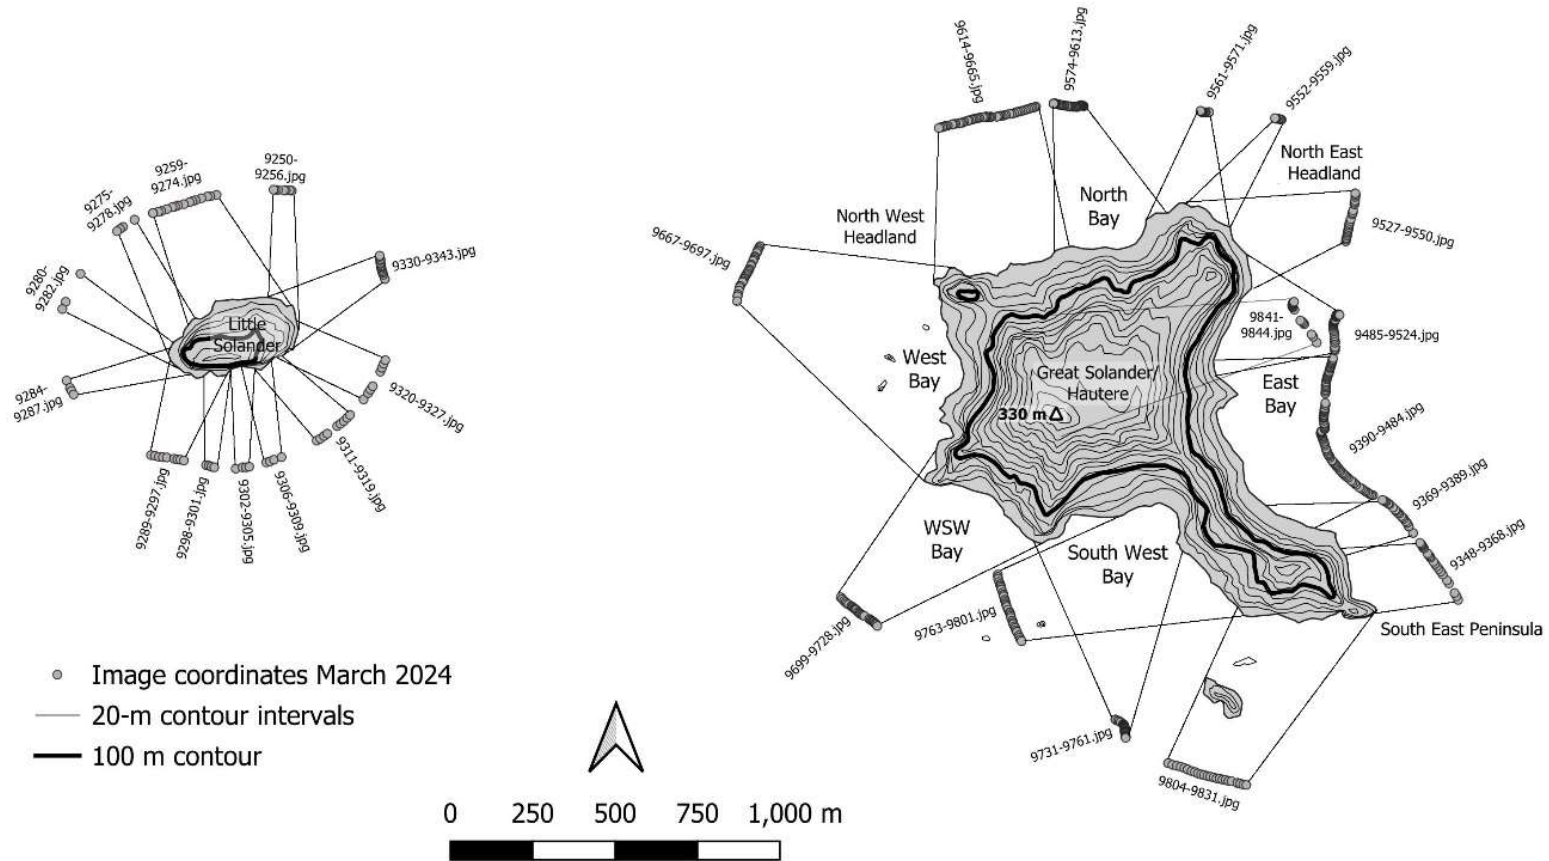 9614-9665.jpg
9574-9613.jpg
9561-9571.jpg
9552-9559.jpg
9259-
9274.jpg
9250-
9256.jpg
9275-
9278.jpg
9280-
9282.jpg
9330-9343.jpg
Little
Solander
9284-
9287.jpg
9320-9327.jpg
9311-9319.jpg
9289-9297.jpg
9298-9301.jpg
9302-9305.jpg
9306-9309.jpg
North East
Headland
North
Bay
North West
Headland
9667-9697.jpg
9527-9550.jpg
9841-
9844.jpg
9485-9524.jpg
West
Bay
Great Solander/
Hautere
330 m
East
Bay
9390-9484.jpg
9369-9389.jpg
9348-9368.jpg
WSW
Bay
South West
Bay
9763-9801.jpg
9699-9728.jpg
South East Peninsula
9731-9761.jpg
9804-9831.jpg
Image coordinates March 2024
20-m contour intervals
100 m contour
0 250 500 750 1,000 m